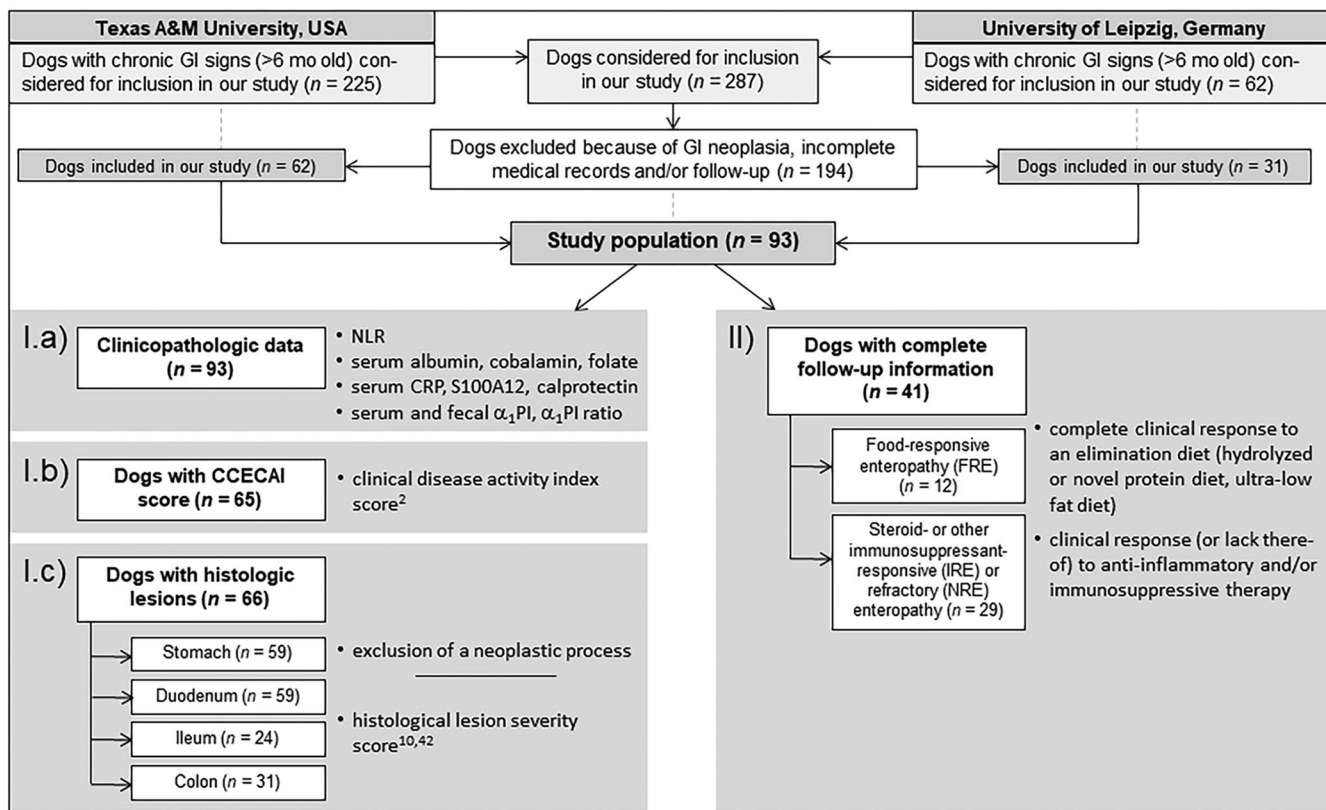 Texas A&M University, USA
Dogs with chronic GI signs (>6 mo old) con-
sidered for inclusion in our study (n = 225)
Dogs considered for inclusion
in our study (n = 287)
University of Leipzig, Germany
Dogs with chronic GI signs (>6 mo old) con-
sidered for inclusion in our study (n = 62)
Dogs included in our study (n = 62)
Dogs excluded because of GI neoplasia, incomplete
medical records and/or follow-up (n = 194)
Dogs included in our study (n = 31)
Study population (n = 93)
I.a)
Clinicopathologic data
(n = 93)
• NLR
• serum albumin, cobalamin, folate
• serum CRP, S100A12, calprotectin
• serum and fecal α₁PI, α₁PI ratio
I.b)
Dogs with CCECAI
score (n = 65)
• clinical disease activity index
score²
I.c)
Dogs with histologic
lesions (n = 66)
Stomach (n = 59)
Duodenum (n = 59)
Ileum (n = 24)
Colon (n = 31)
• exclusion of a neoplastic process
• histological lesion severity
score¹⁰,⁴²
II)
Dogs with complete
follow-up information
(n = 41)
Food-responsive
enteropathy (FRE)
(n = 12)
Steroid- or other
immunosuppressant-
responsive (IRE) or
refractory (NRE)
enteropathy (n = 29)
• complete clinical response to
an elimination diet (hydrolyzed
or novel protein diet, ultra-low
fat diet)
• clinical response (or lack there-
of) to anti-inflammatory and/or
immunosuppressive therapy